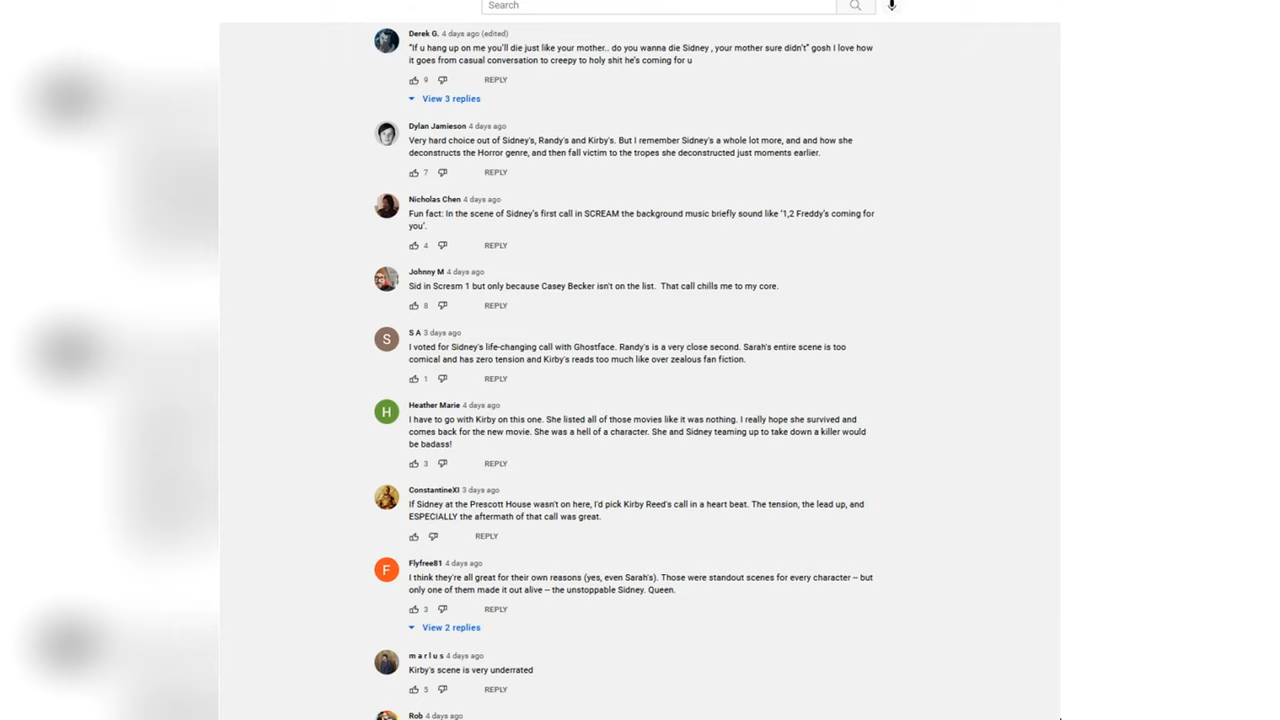 Search
Derek G. 4 days ago (edited)
"If u hang up on me you'll die just like your mother.. do you wanna die Sidney , your mother sure didn't" gosh I love how
it goes from casual conversation to creepy to holy shit he's coming for u
9 REPLY
View 3 replies
Dylan Jamieson 4 days ago
Very hard choice out of Sidney's, Randy's and Kirby's. But I remember Sidney's a whole lot more, and and how she
deconstructs the Horror genre, and then fall victim to the tropes she deconstructed just moments earlier.
7 REPLY
Nicholas Chen 4 days ago
Fun fact: In the scene of Sidney's first call in SCREAM the background music briefly sound like '1,2 Freddy's coming for
you'.
4 REPLY
Johnny M 4 days ago
Sid in Scresm 1 but only because Casey Becker isn't on the list. That call chills me to my core.
8 REPLY
S
S A 3 days ago
I voted for Sidney's life-changing call with Ghostface. Randy's is a very close second. Sarah's entire scene is too
comical and has zero tension and Kirby's reads too much like over zealous fan fiction.
1 REPLY
H
Heather Marie 4 days ago
I have to go with Kirby on this one. She listed all of those movies like it was nothing. I really hope she survived and
comes back for the new movie. She was a hell of a character. She and Sidney teaming up to take down a killer would
be badass!
3 REPLY
ConstantineXI 3 days ago
If Sidney at the Prescott House wasn't on here, I'd pick Kirby Reed's call in a heart beat. The tension, the lead up, and
ESPECIALLY the aftermath of that call was great.
REPLY
F
Flyfree81 4 days ago
I think they're all great for their own reasons (yes, even Sarah's). Those were standout scenes for every character -- but
only one of them made it out alive -- the unstoppable Sidney. Queen.
3 REPLY
View 2 replies
m a r l u s 4 days ago
Kirby's scene is very underrated
5 REPLY
Rob 4 days ago